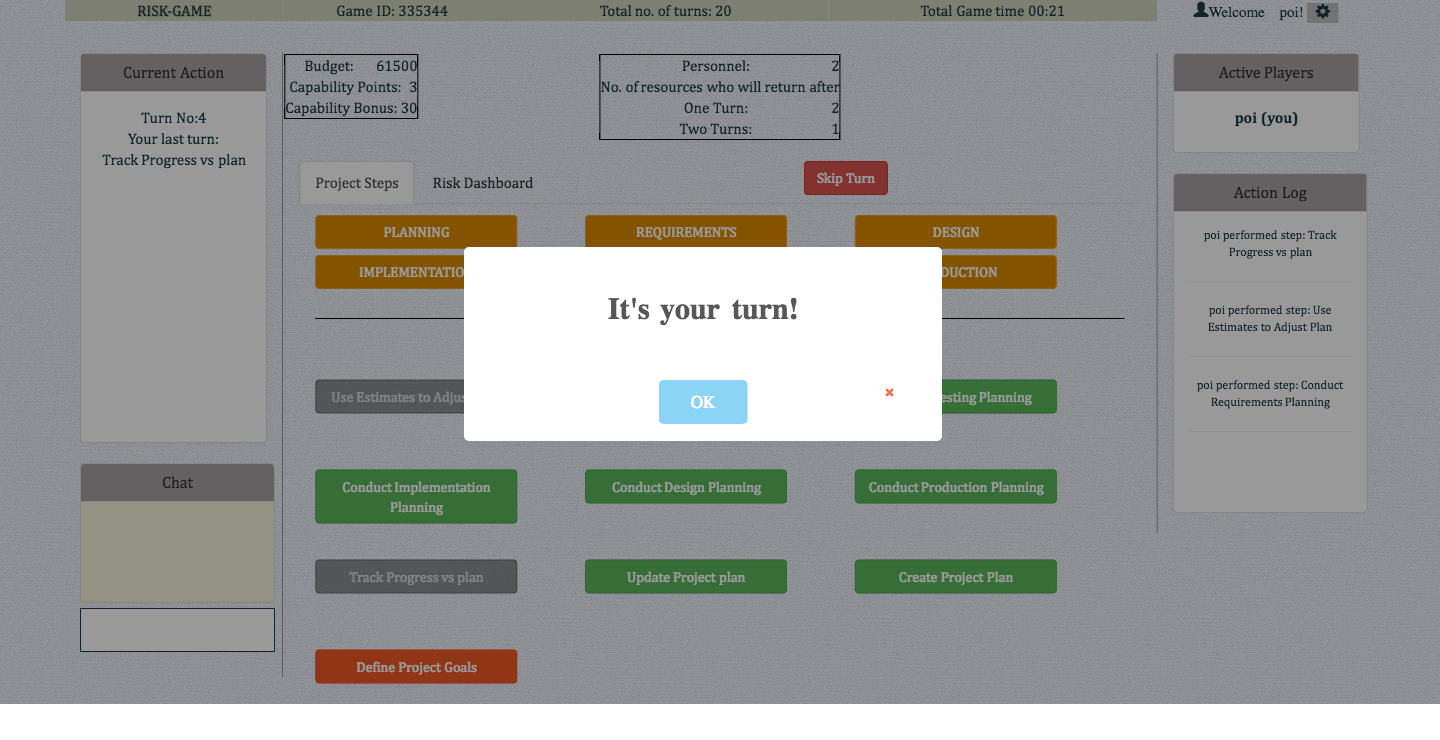 RISK-GAME
Game ID: 335344
Total no. of turns: 20
Total Game time 00:21
Welcome poi!
Current Action
Turn No:4
Your last turn:
Track Progress vs plan
Budget: 61500
Capability Points: 3
Capability Bonus: 30
Personnel: 2
No. of resources who will return after
One Turn: 2
Two Turns: 1
Active Players
poi (you)
Project Steps
Risk Dashboard
Skip Turn
PLANNING
REQUIREMENTS
DESIGN
IMPLEMENTATIO
DUCTION
It's your turn!
OK
Use Estimates to Adjus
esting Planning
Conduct Implementation
Planning
Conduct Design Planning
Conduct Production Planning
Track Progress vs plan
Update Project plan
Create Project Plan
Define Project Goals
Action Log
poi performed step: Track
Progress vs plan
poi performed step: Use
Estimates to Adjust Plan
poi performed step: Conduct
Requirements Planning
Chat